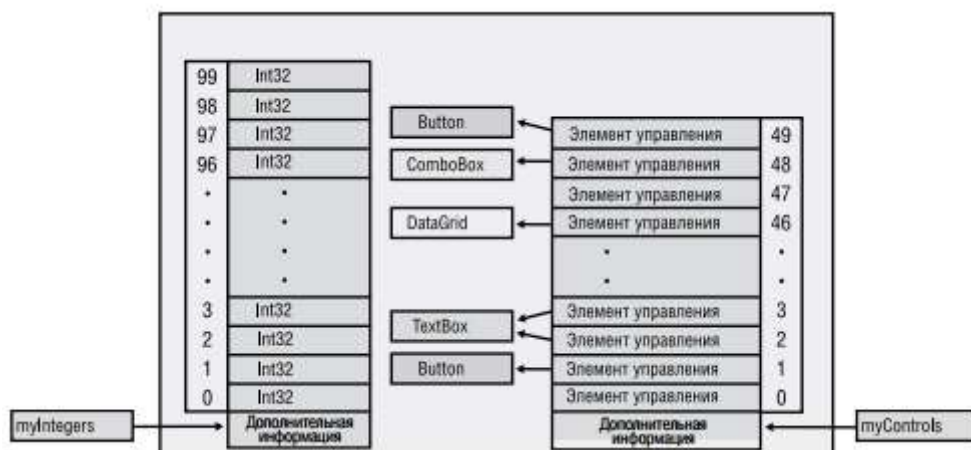 99 Int32
98 Int32
97 Int32
96 Int32
. .
. .
. .
. .
3 Int32
2 Int32
1 Int32
0 Int32
Дополнительная
информация
myIntegers
Button
ComboBox
DataGrid
TextBox
Button
Элемент управления 49
Элемент управления 48
Элемент управления 47
Элемент управления 46
. .
. .
Элемент управления 3
Элемент управления 2
Элемент управления 1
Элемент управления 0
Дополнительная
информация
myControls